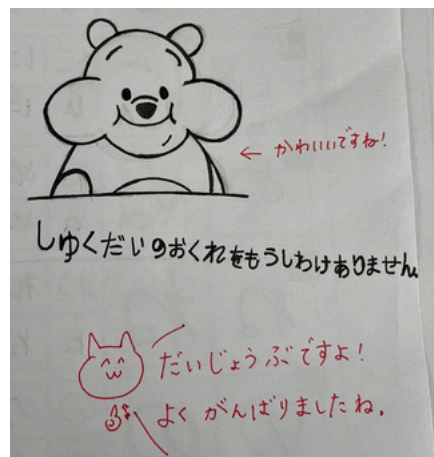 ← かわいいですね!
しゅくだいのおくれをもうしわけありません
だいじょうぶですよ!
よくがんばりましたね。